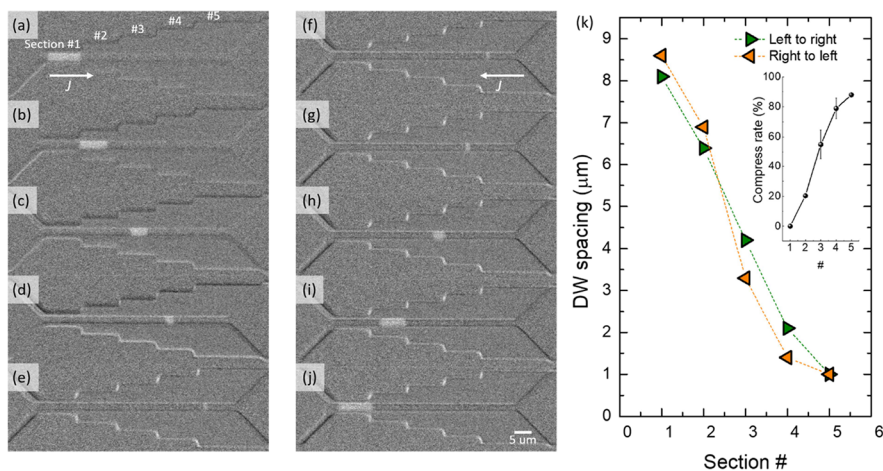 (a)
Section #1
#2
#3
#4
#5
J
(b)
(c)
(d)
(e)
(f)
J
(g)
(h)
(i)
(j)
5 um
(k)
Left to right
Right to left
DW spacing (μm)
9
8
7
6
5
4
3
2
1
0
0 1 2 3 4 5 6
Section #
Compress rate (%)
100
80
60
40
20
0
1 2 3 4 5
#